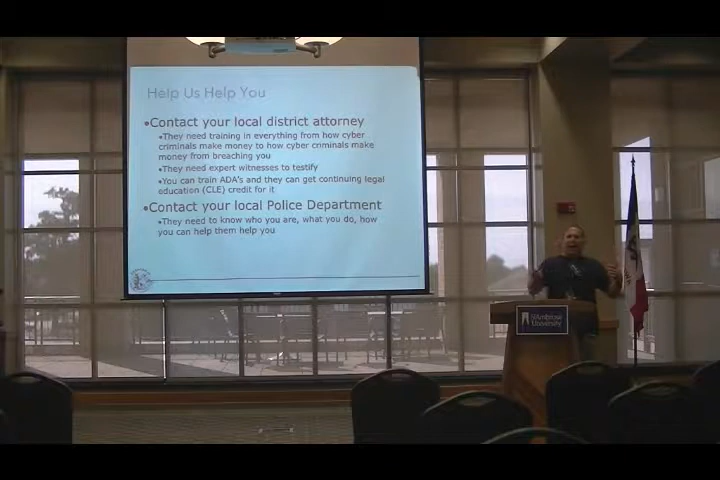 Help Us Help You
•Contact your local district attorney
•They need training in everything from how cyber
criminals make money to how cyber criminals make
money from breaching you
•They need expert witnesses to testify
•You can train ADA's and they can get continuing legal
education (CLE) credit for it
•Contact your local Police Department
•They need to know who you are, what you do, how
you can help them help you
St. Ambrose
University